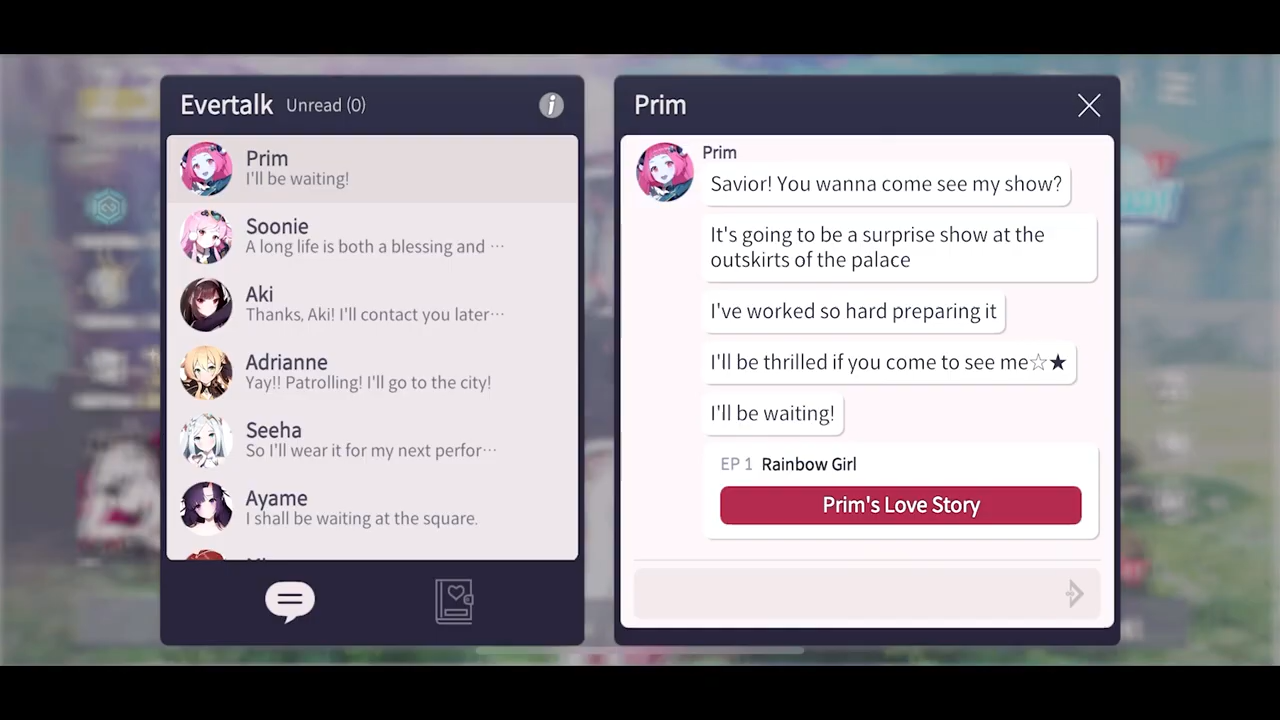 Evertalk Unread (0)
Prim
I'll be waiting!
Soonie
A long life is both a blessing and ···
Aki
Thanks, Aki! I'll contact you later···
Adrianne
Yay!! Patrolling! I'll go to the city!
Seeha
So I'll wear it for my next perfor···
Ayame
I shall be waiting at the square.
Prim
Prim
Savior! You wanna come see my show?
It's going to be a surprise show at the
outskirts of the palace
I've worked so hard preparing it
I'll be thrilled if you come to see me☆★
I'll be waiting!
EP 1 Rainbow Girl
Prim's Love Story